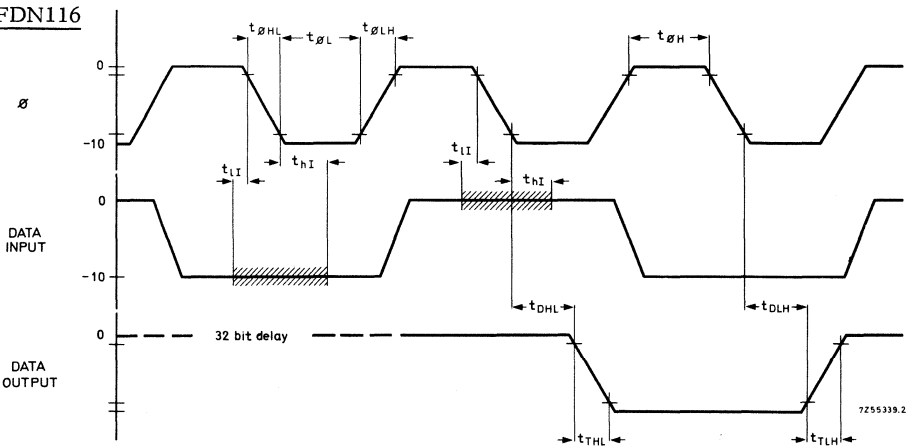 FDN116
tØHL tØL tØLH tØH
0
Ø
-10
tlI thI tlI thI
0
DATA
INPUT
-10
tDHL tDLH
0 32 bit delay
DATA
OUTPUT
7Z55339.2
tTHL tTLH